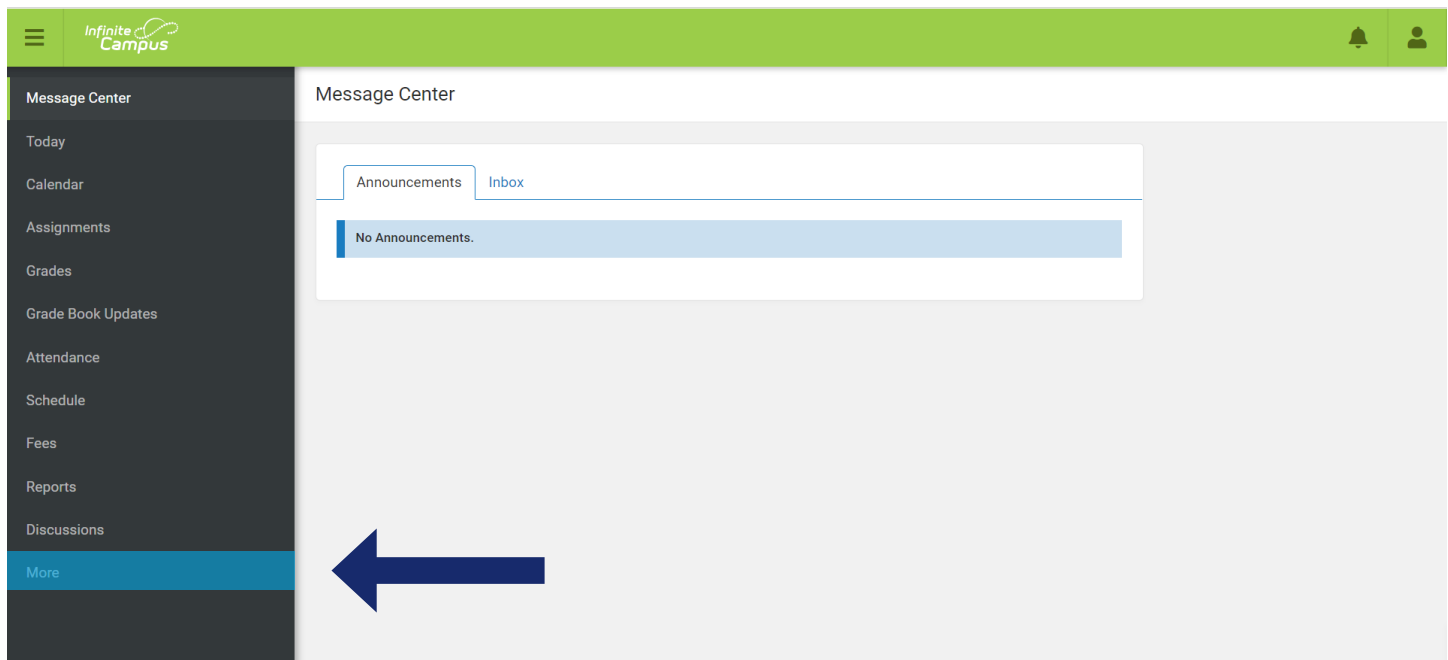 Infinite
Campus
Message Center
Today
Calendar
Assignments
Grades
Grade Book Updates
Attendance
Schedule
Fees
Reports
Discussions
More
Message Center
Announcements Inbox
No Announcements.